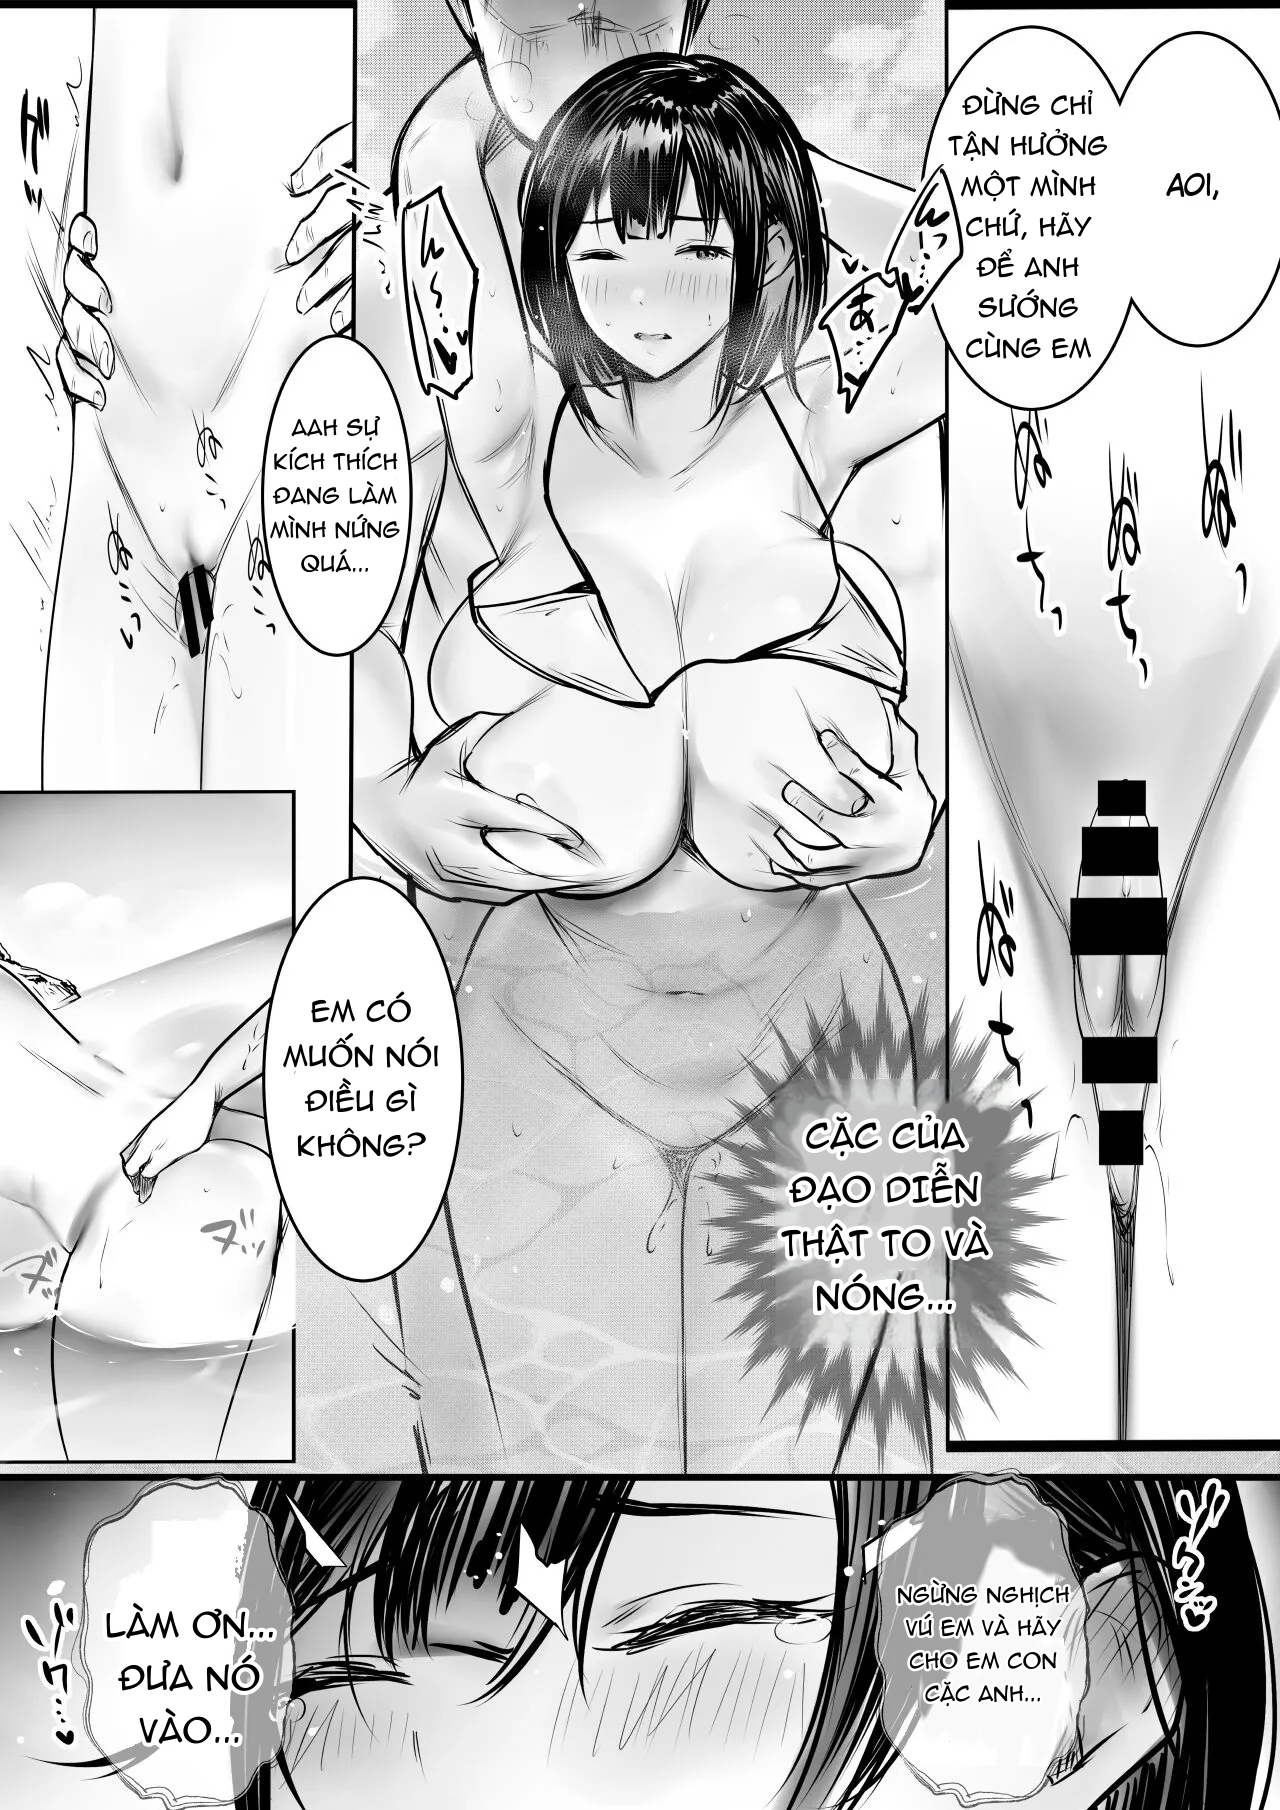 AOI,
ĐỪNG CHỈ
TẬN HƯỞNG
MỘT MÌNH
CHỨ, HÃY
ĐỂ ANH
SƯỚNG
CÙNG EM
AAH SỰ
KÍCH THÍCH
ĐANG LÀM
MÌNH NỨNG
QUÁ...
EM CÓ
MUỐN NÓI
ĐIỀU GÌ
KHÔNG?
CẶC CỦA
ĐẠO DIỄN
THẬT TO VÀ
NÓNG...
NGỪNG NGHỊCH
VÚ EM VÀ HÃY
CHO EM CON
CẶC ANH...
LÀM ƠN...
ĐƯA NÓ
VÀO...